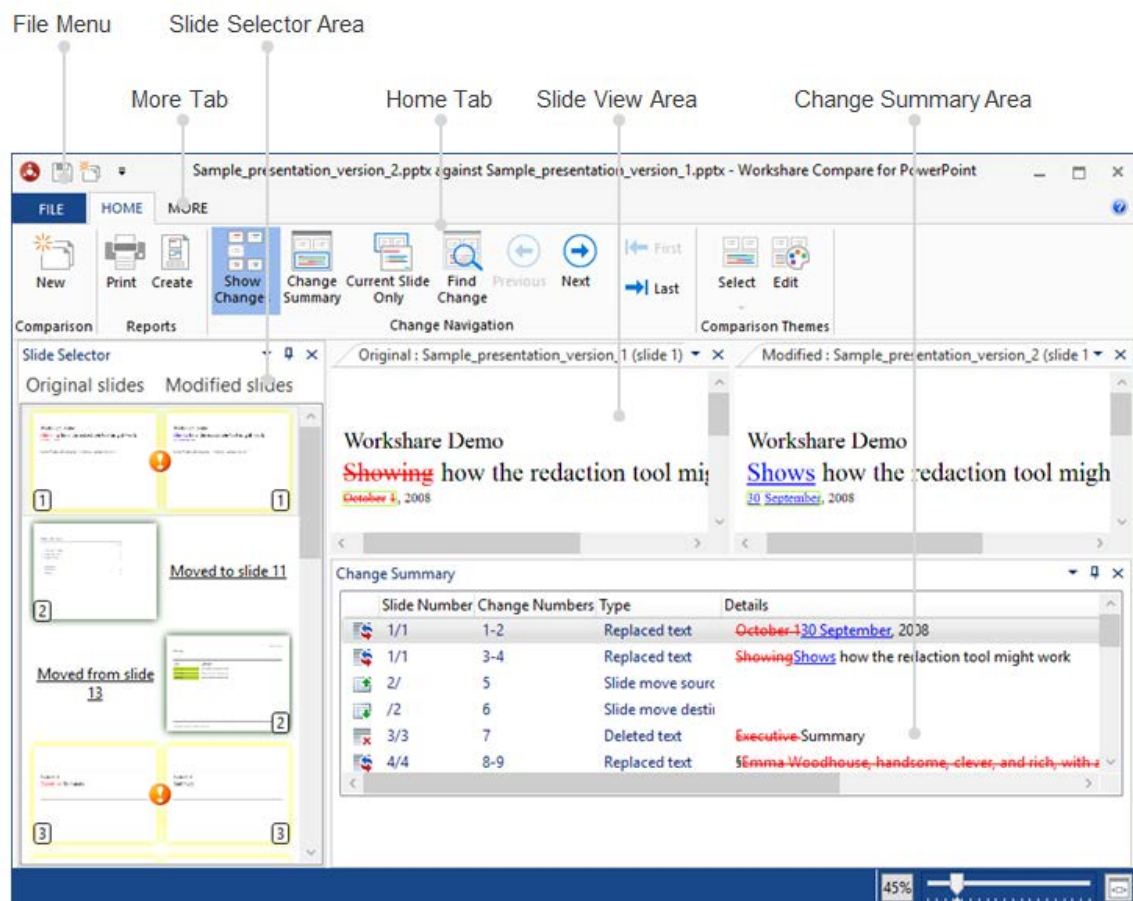 File Menu Slide Selector Area
More Tab Home Tab Slide View Area Change Summary Area
Sample_presentation_version_2.pptx against Sample_presentation_version_1.pptx - Workshare Compare for PowerPoint
FILE HOME MORE
New Print Create Show Changes Change Summary Current Slide Only Find Change Previous Next First Last Select Edit
Comparison Reports Change Navigation Comparison Themes
Slide Selector
Original slides Modified slides
1 1
2 Moved to slide 11
Moved from slide 13 2
3 3
Original : Sample_presentation_version_1 (slide 1)
Workshare Demo
Showing how the redaction tool mig
October 1, 2008
Modified : Sample_presentation_version_2 (slide 1
Workshare Demo
Shows how the redaction tool migh
30 September, 2008
Change Summary
Slide Number Change Numbers Type Details
1/1 1-2 Replaced text October 130 September, 2008
1/1 3-4 Replaced text ShowingShows how the redaction tool might work
2/ 5 Slide move sourc
/2 6 Slide move destin
3/3 7 Deleted text Executive Summary
4/4 8-9 Replaced text §Emma Woodhouse, handsome, clever, and rich, with a
45%